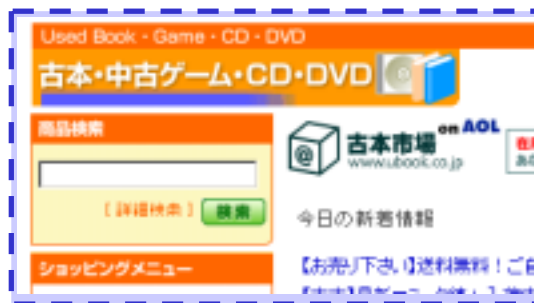 Used Book・Game・CD・DVD
古本・中古ゲーム・CD・DVD
商品検索
古本市場 on AOL
www.ubook.co.jp
[詳細検索] 検索
今日の新着情報
ショッピングメニュー
【お売り下さい】送料無料！ご自